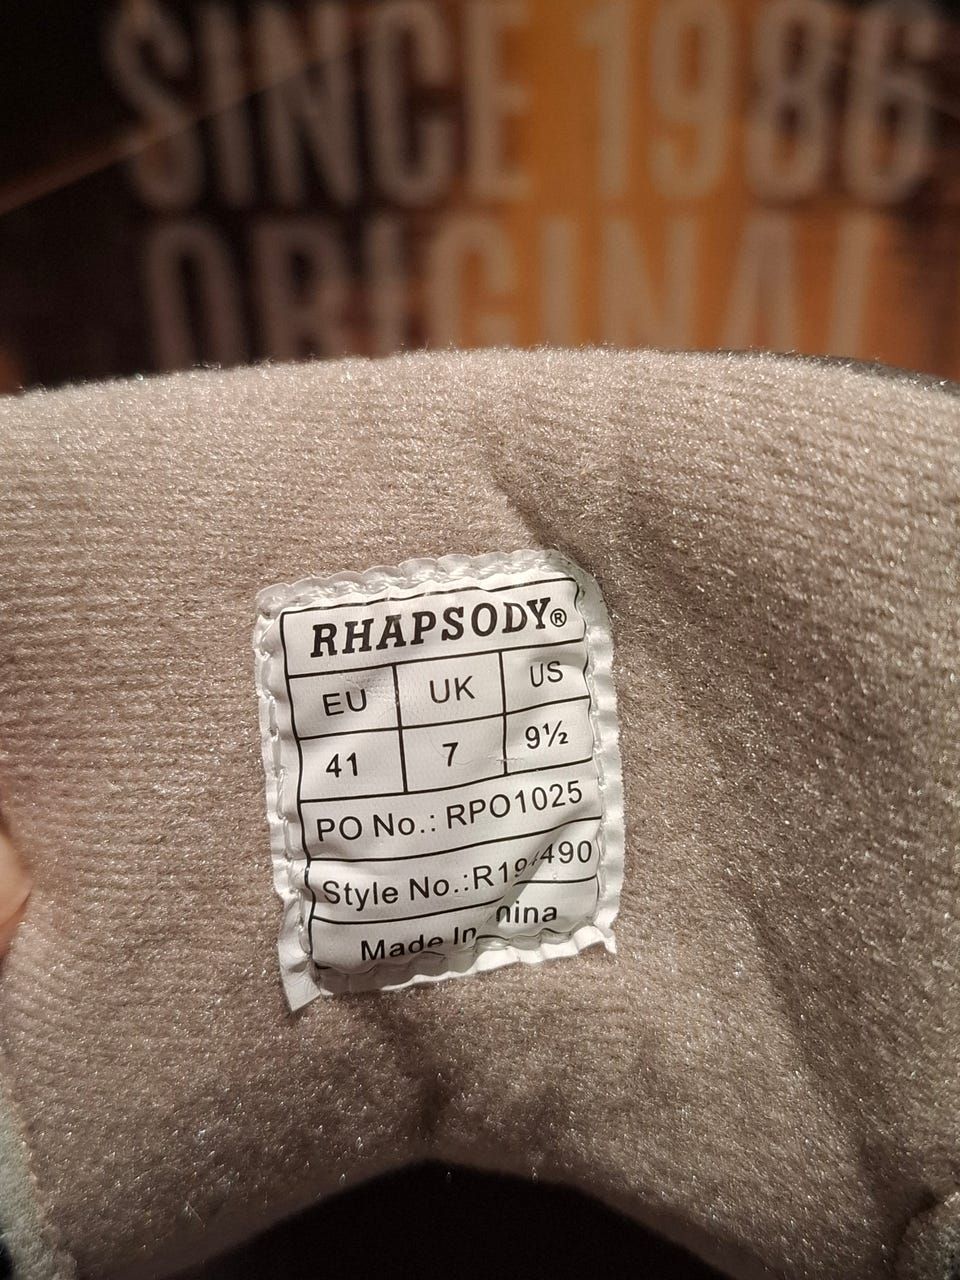 SINCE 1986
ORIGINAL
RHAPSODY®
EU UK US
41 7 9½
PO No.: RPO1025
Style No.:
Made In